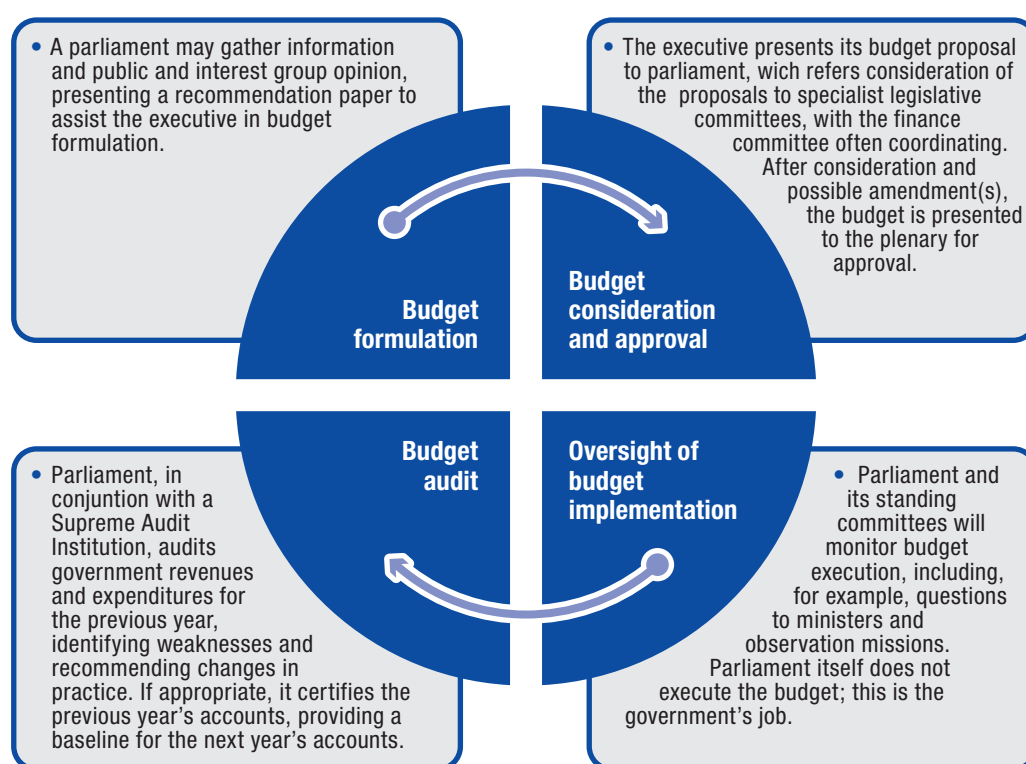 • A parliament may gather information
and public and interest group opinion,
presenting a recommendation paper to
assist the executive in budget
formulation.
• The executive presents its budget proposal
to parliament, wich refers consideration of
the proposals to specialist legislative
committees, with the finance
committee often coordinating.
After consideration and
possible amendment(s),
the budget is presented
to the plenary for
approval.
Budget
formulation
Budget
consideration
and approval
Budget
audit
Oversight of
budget
implementation
• Parliament, in
conjuntion with a
Supreme Audit
Institution, audits
government revenues
and expenditures for
the previous year,
identifying weaknesses and
recommending changes in
practice. If appropriate, it certifies the
previous year’s accounts, providing a
baseline for the next year’s accounts.
• Parliament and
its standing
committees will
monitor budget
execution, including,
for example, questions
to ministers and
observation missions.
Parliament itself does not
execute the budget; this is the
government’s job.